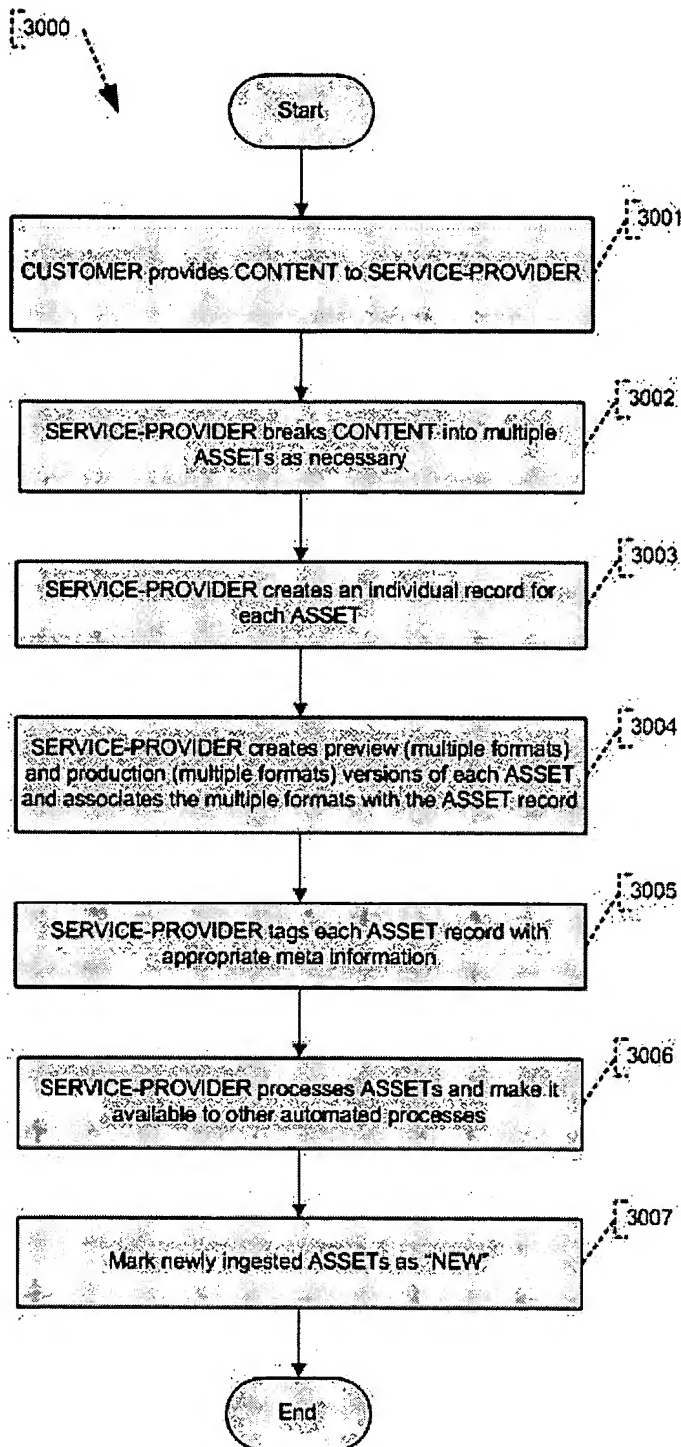 3000
Start
3001
CUSTOMER provides CONTENT to SERVICE-PROVIDER
3002
SERVICE-PROVIDER breaks CONTENT into multiple
ASSETs as necessary
3003
SERVICE-PROVIDER creates an individual record for
each ASSET
3004
SERVICE-PROVIDER creates preview (multiple formats)
and production (multiple formats) versions of each ASSET
and associates the multiple formats with the ASSET record
3005
SERVICE-PROVIDER tags each ASSET record with
appropriate meta information.
3006
SERVICE-PROVIDER processes ASSETs and make it
available to other automated processes
3007
Mark newly ingested ASSETs as "NEW"
End